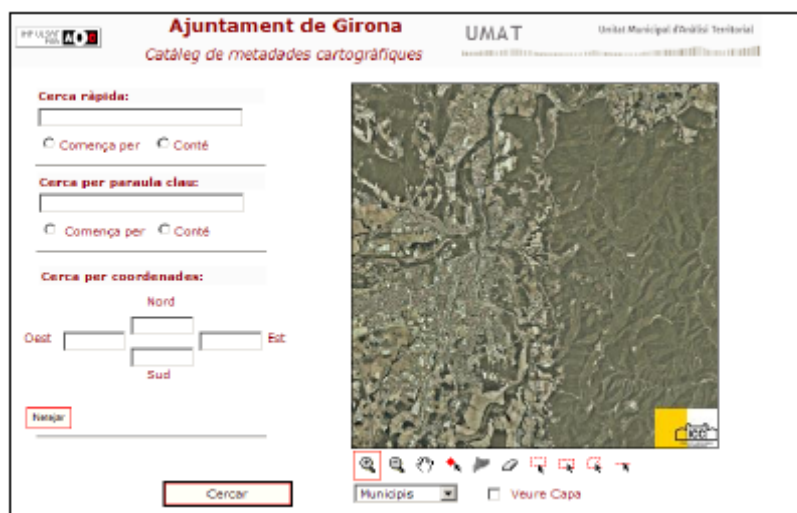 Ajuntament de Girona
Catàleg de metadades cartogràfiques
UMAT
Unitat Municipal d'Anàlisi Territorial
Cerca ràpida:
Comença per Conté
Cerca per paraula clau:
Comença per Conté
Cerca per coordenades:
Nord
Oest Est
Sud
Netejar
Cercar
ICC
Municipis Veure Capa